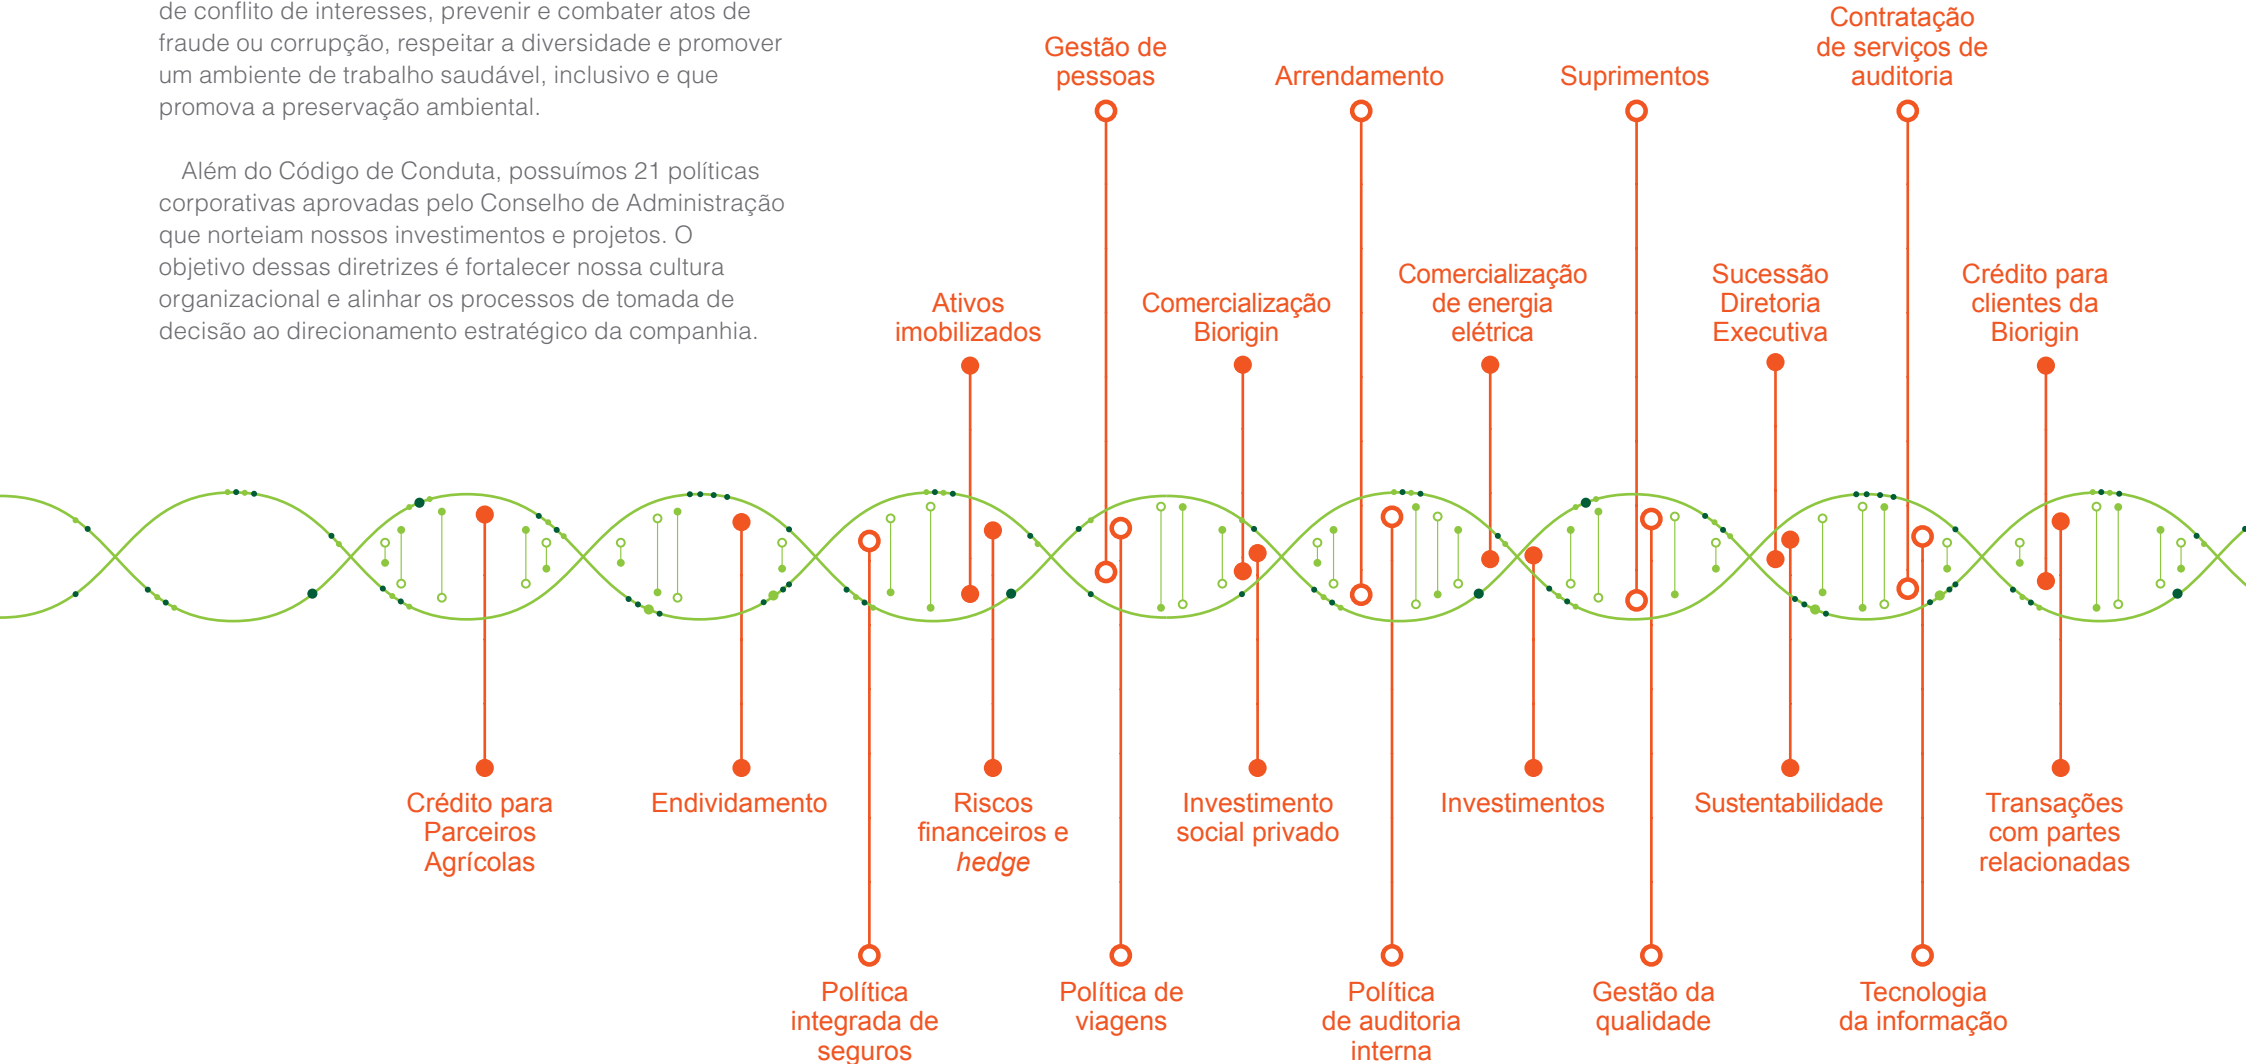 de conflito de interesses, prevenir e combater atos de
fraude ou corrupção, respeitar a diversidade e promover
um ambiente de trabalho saudável, inclusivo e que
promova a preservação ambiental.
Além do Código de Conduta, possuímos 21 políticas
corporativas aprovadas pelo Conselho de Administração
que norteiam nossos investimentos e projetos. O
objetivo dessas diretrizes é fortalecer nossa cultura
organizacional e alinhar os processos de tomada de
decisão ao direcionamento estratégico da companhia.
Gestão de
pessoas
Arrendamento
Suprimentos
Contratação
de serviços de
auditoria
Ativos
imobilizados
Comercialização
Biorigin
Comercialização
de energia
elétrica
Sucessão
Diretoria
Executiva
Crédito para
clientes da
Biorigin
Crédito para
Parceiros
Agrícolas
Endividamento
Riscos
financeiros e
hedge
Investimento
social privado
Investimentos
Sustentabilidade
Transações
com partes
relacionadas
Política
integrada de
seguros
Política de
viagens
Política
de auditoria
interna
Gestão da
qualidade
Tecnologia
da informação